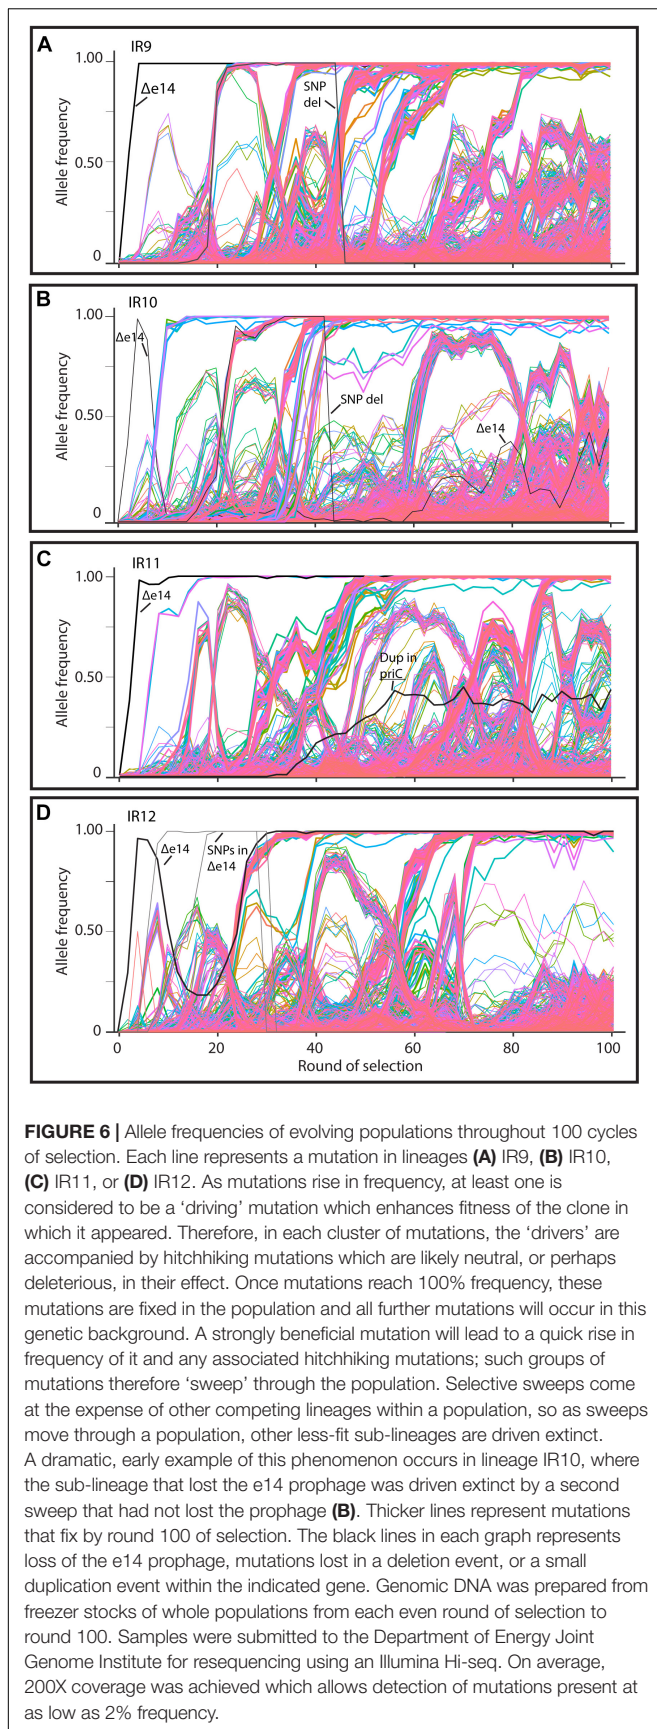 A
IR9
1.00
Δe14
SNP
del
0.50
0
Allele frequency
B
IR10
1.00
Δe14
0.50
SNP del
Δe14
0
Allele frequency
C
IR11
1.00
Δe14
Dup in
priC
0.50
0
Allele frequency
D
IR12
1.00
Δe14
SNPs in
Δe14
0.50
0
Allele frequency
0 20 40 60 80 100
Round of selection
FIGURE 6 | Allele frequencies of evolving populations throughout 100 cycles
of selection. Each line represents a mutation in lineages (A) IR9, (B) IR10,
(C) IR11, or (D) IR12. As mutations rise in frequency, at least one is
considered to be a ‘driving’ mutation which enhances fitness of the clone in
which it appeared. Therefore, in each cluster of mutations, the ‘drivers’ are
accompanied by hitchhiking mutations which are likely neutral, or perhaps
deleterious, in their effect. Once mutations reach 100% frequency, these
mutations are fixed in the population and all further mutations will occur in this
genetic background. A strongly beneficial mutation will lead to a quick rise in
frequency of it and any associated hitchhiking mutations; such groups of
mutations therefore ‘sweep’ through the population. Selective sweeps come
at the expense of other competing lineages within a population, so as sweeps
move through a population, other less-fit sub-lineages are driven extinct.
A dramatic, early example of this phenomenon occurs in lineage IR10, where
the sub-lineage that lost the e14 prophage was driven extinct by a second
sweep that had not lost the prophage (B). Thicker lines represent mutations
that fix by round 100 of selection. The black lines in each graph represents
loss of the e14 prophage, mutations lost in a deletion event, or a small
duplication event within the indicated gene. Genomic DNA was prepared from
freezer stocks of whole populations from each even round of selection to
round 100. Samples were submitted to the Department of Energy Joint
Genome Institute for resequencing using an Illumina Hi-seq. On average,
200X coverage was achieved which allows detection of mutations present at
as low as 2% frequency.